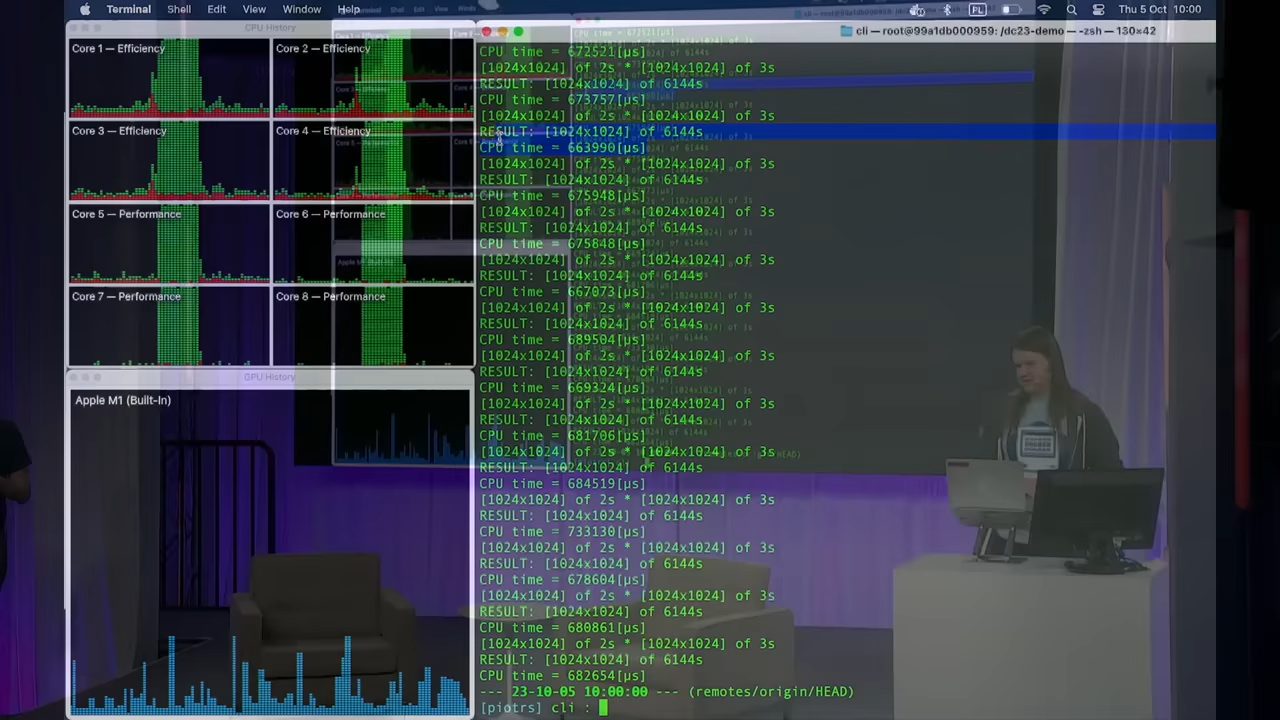 Terminal Shell Edit View Window Help PL Thu 5 Oct 10:00
CPU History
Core 1 — Efficiency
Core 2 — Efficiency
Core 3 — Efficiency
Core 4 — Efficiency
Core 5 — Performance
Core 6 — Performance
Core 7 — Performance
Core 8 — Performance
GPU History
Apple M1 (Built-In)
cli — root@99a1db000959: /dc23-demo — -zsh — 130×42
CPU time = 672521[µs]
[1024x1024] of 2s * [1024x1024] of 3s
RESULT: [1024x1024] of 6144s
CPU time = 673757[µs]
[1024x1024] of 2s * [1024x1024] of 3s
RESULT: [1024x1024] of 6144s
CPU time = 663990[µs]
[1024x1024] of 2s * [1024x1024] of 3s
RESULT: [1024x1024] of 6144s
CPU time = 675948[µs]
[1024x1024] of 2s * [1024x1024] of 3s
RESULT: [1024x1024] of 6144s
CPU time = 675848[µs]
[1024x1024] of 2s * [1024x1024] of 3s
RESULT: [1024x1024] of 6144s
CPU time = 667073[µs]
[1024x1024] of 2s * [1024x1024] of 3s
RESULT: [1024x1024] of 6144s
CPU time = 689504[µs]
[1024x1024] of 2s * [1024x1024] of 3s
RESULT: [1024x1024] of 6144s
CPU time = 669324[µs]
[1024x1024] of 2s * [1024x1024] of 3s
RESULT: [1024x1024] of 6144s
CPU time = 681706[µs]
[1024x1024] of 2s * [1024x1024] of 3s
RESULT: [1024x1024] of 6144s
CPU time = 684519[µs]
[1024x1024] of 2s * [1024x1024] of 3s
RESULT: [1024x1024] of 6144s
CPU time = 733130[µs]
[1024x1024] of 2s * [1024x1024] of 3s
RESULT: [1024x1024] of 6144s
CPU time = 678604[µs]
[1024x1024] of 2s * [1024x1024] of 3s
RESULT: [1024x1024] of 6144s
CPU time = 680861[µs]
[1024x1024] of 2s * [1024x1024] of 3s
RESULT: [1024x1024] of 6144s
CPU time = 682654[µs]
--- 23-10-05 10:00:00 --- (remotes/origin/HEAD)
[piotrs] cli :